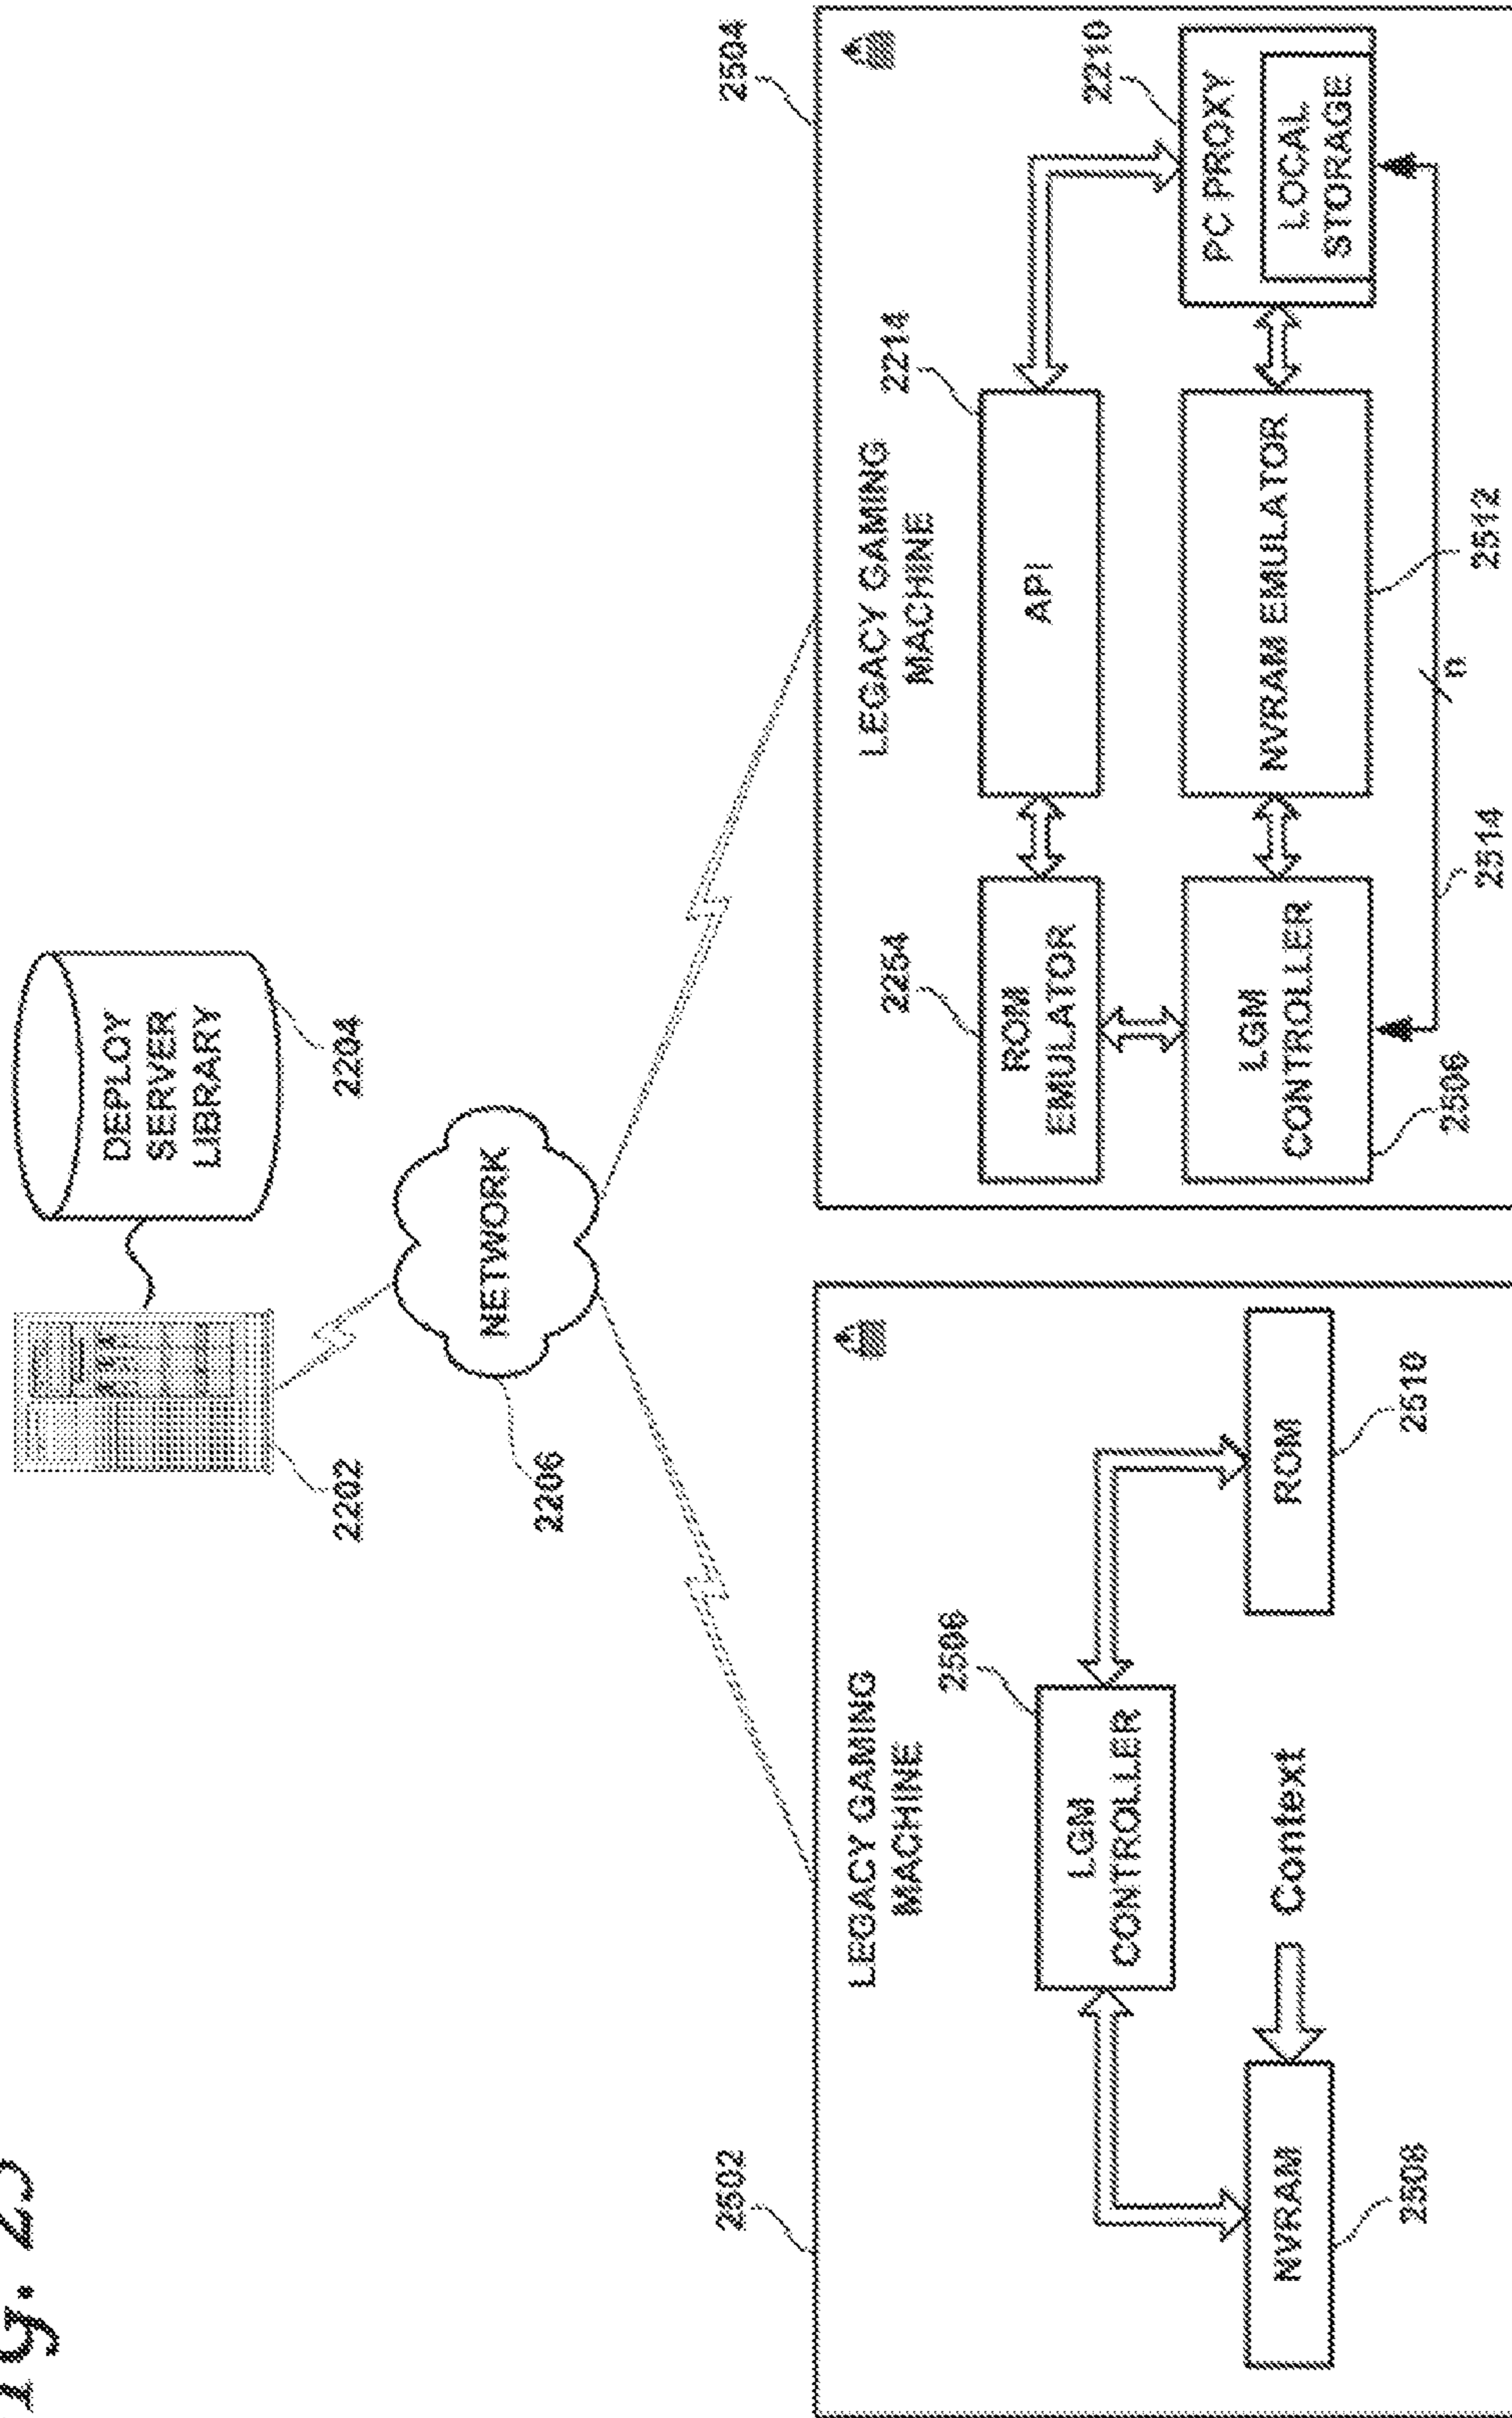 Fig. 25
2202
DEPLOY
SERVER
LIBRARY
2204
NETWORK
2206
2502
LEGACY GAMING
MACHINE
2506
LGM
CONTROLLER
NVRAM
2508
Context
ROM
2510
2504
LEGACY GAMING
MACHINE
2254
ROM
EMULATOR
2214
API
2210
PC PROXY
LOCAL
STORAGE
LGM
CONTROLLER
2506
NVRAM EMULATOR
2512
2514
n